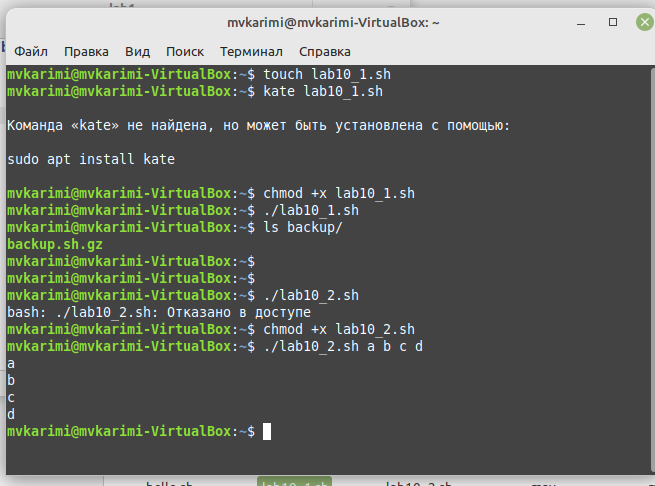 mvkarimi@mvkarimi-VirtualBox: ~
Файл Правка Вид Поиск Терминал Справка
mvkarimi@mvkarimi-VirtualBox:~$ touch lab10_1.sh
mvkarimi@mvkarimi-VirtualBox:~$ kate lab10_1.sh
Команда «kate» не найдена, но может быть установлена с помощью:
sudo apt install kate
mvkarimi@mvkarimi-VirtualBox:~$ chmod +x lab10_1.sh
mvkarimi@mvkarimi-VirtualBox:~$ ./lab10_1.sh
mvkarimi@mvkarimi-VirtualBox:~$ ls backup/
backup.sh.gz
mvkarimi@mvkarimi-VirtualBox:~$
mvkarimi@mvkarimi-VirtualBox:~$
mvkarimi@mvkarimi-VirtualBox:~$ ./lab10_2.sh
bash: ./lab10_2.sh: Отказано в доступе
mvkarimi@mvkarimi-VirtualBox:~$ chmod +x lab10_2.sh
mvkarimi@mvkarimi-VirtualBox:~$ ./lab10_2.sh a b c d
a
b
c
d
mvkarimi@mvkarimi-VirtualBox:~$